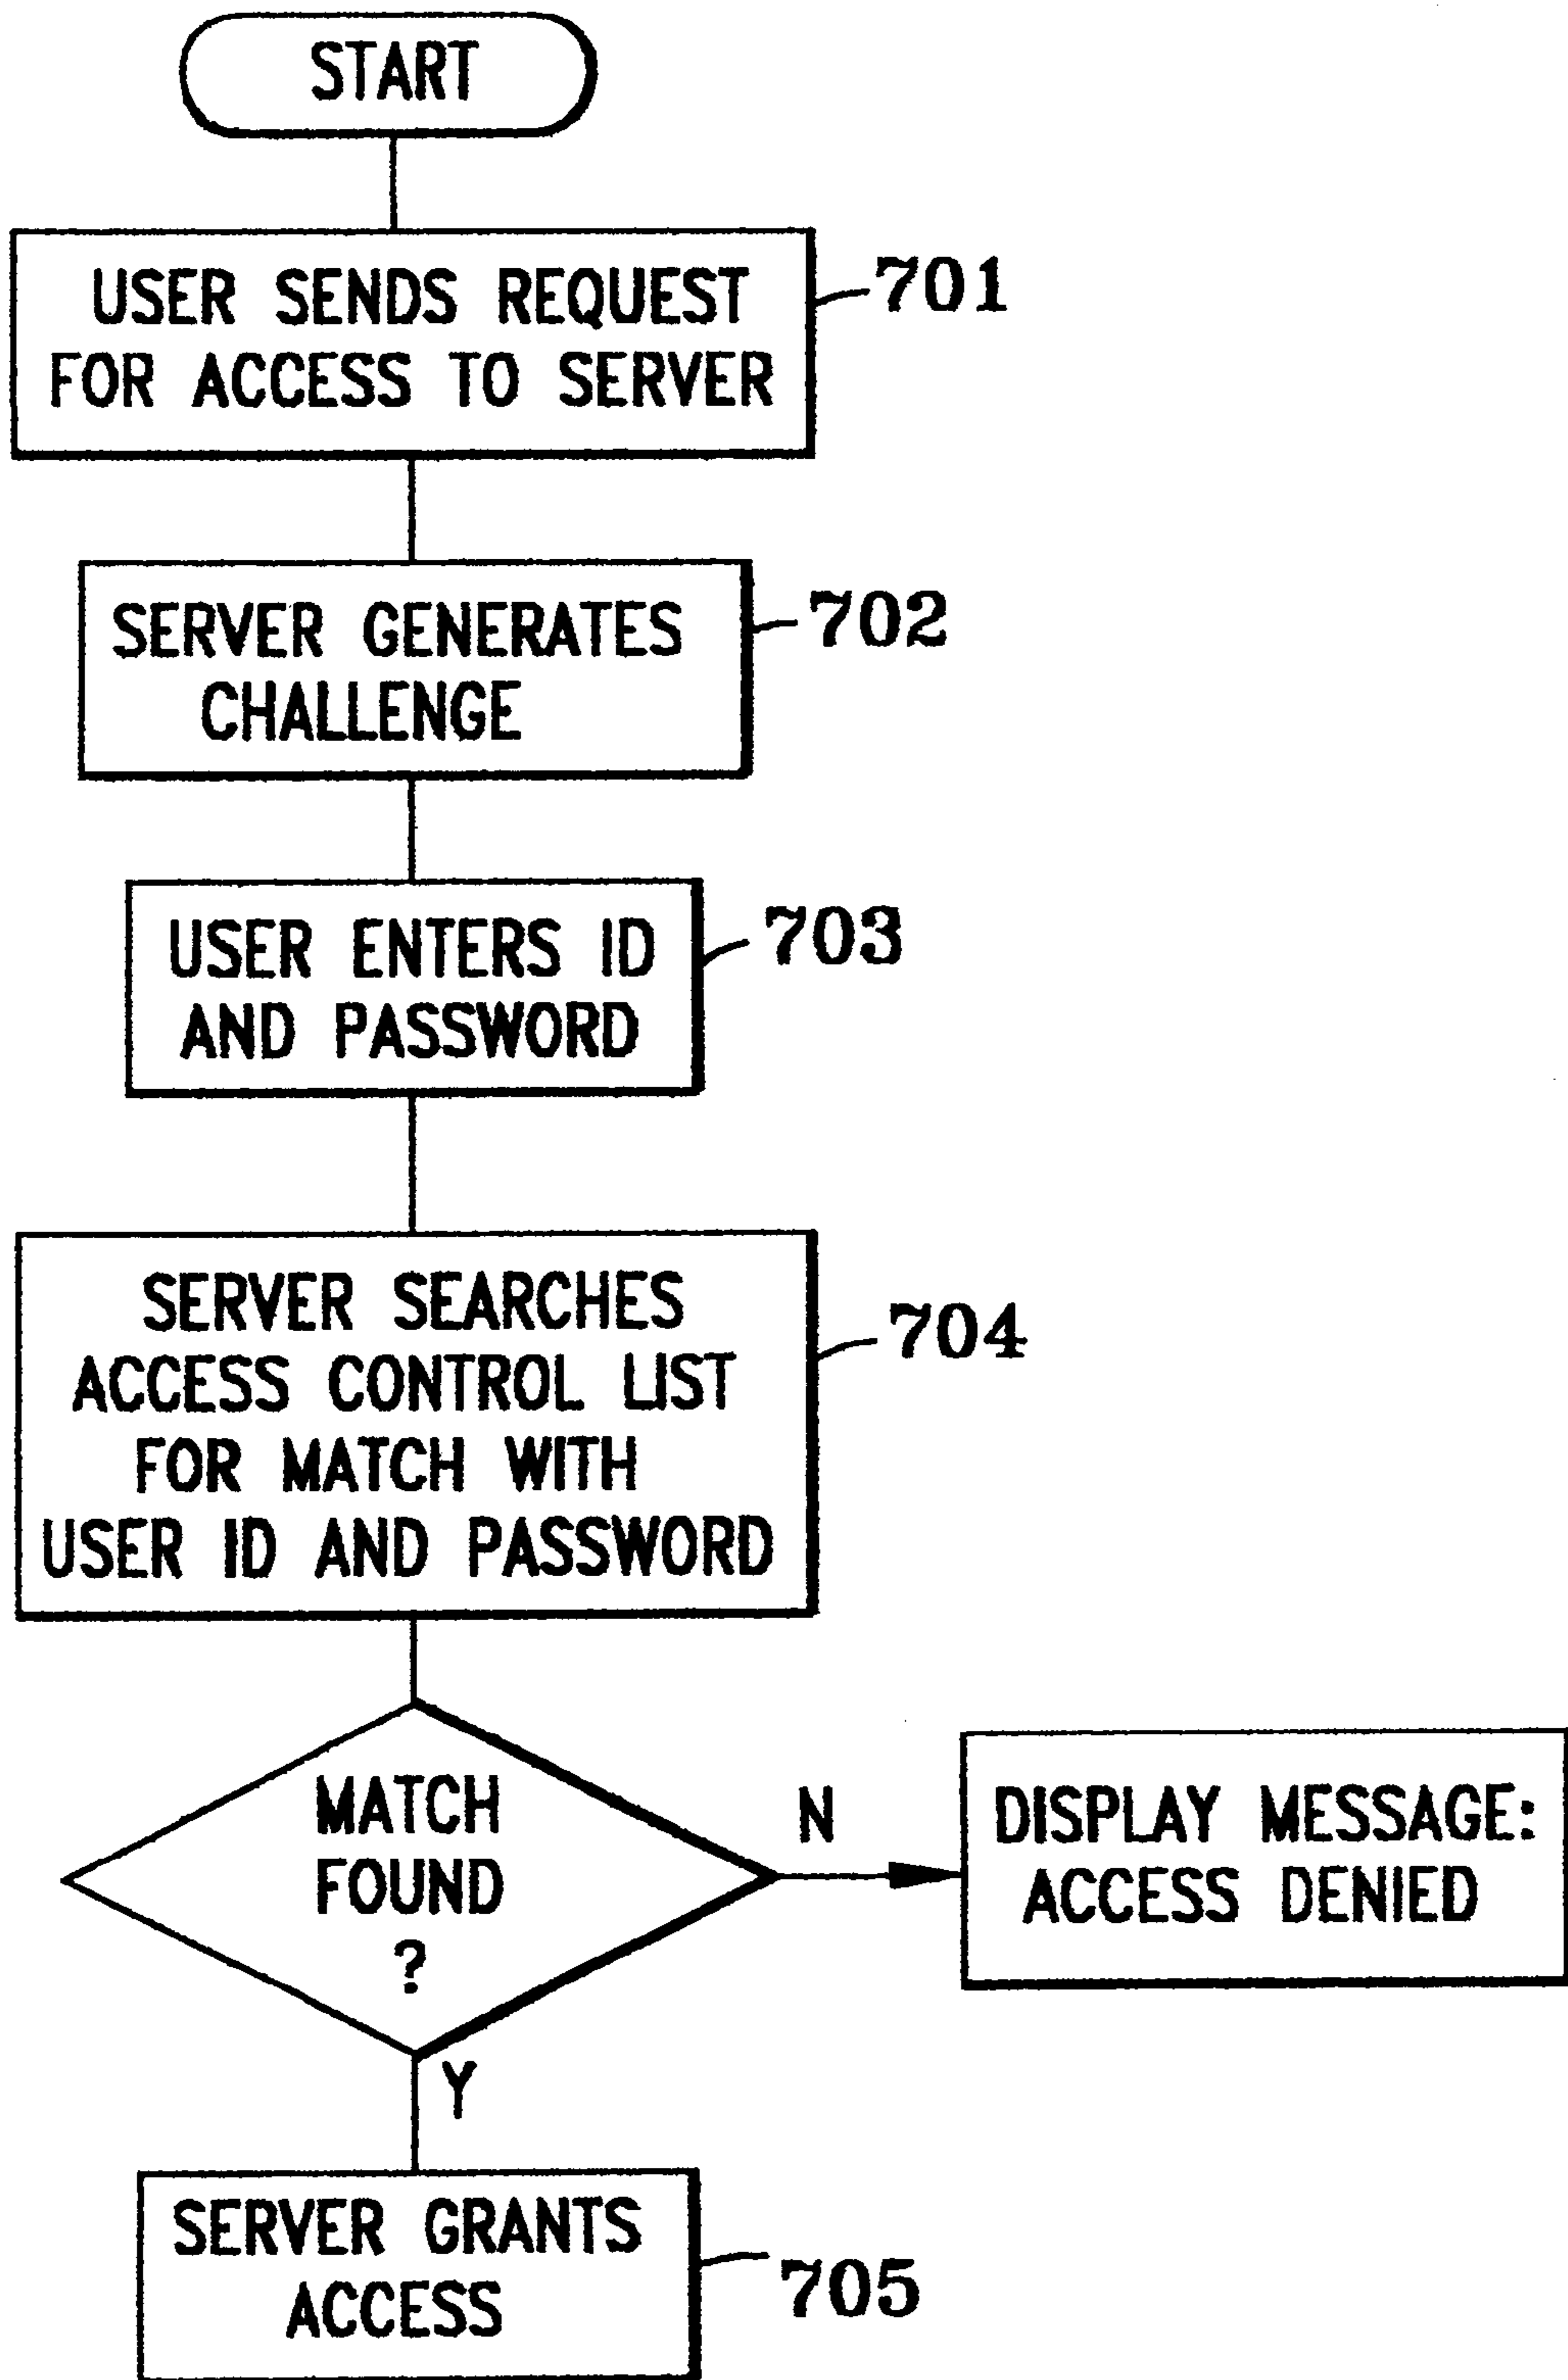 START
USER SENDS REQUEST
FOR ACCESS TO SERVER
701
SERVER GENERATES
CHALLENGE
702
USER ENTERS ID
AND PASSWORD
703
SERVER SEARCHES
ACCESS CONTROL LIST
FOR MATCH WITH
USER ID AND PASSWORD
704
MATCH
FOUND
?
N
DISPLAY MESSAGE:
ACCESS DENIED
Y
SERVER GRANTS
ACCESS
705